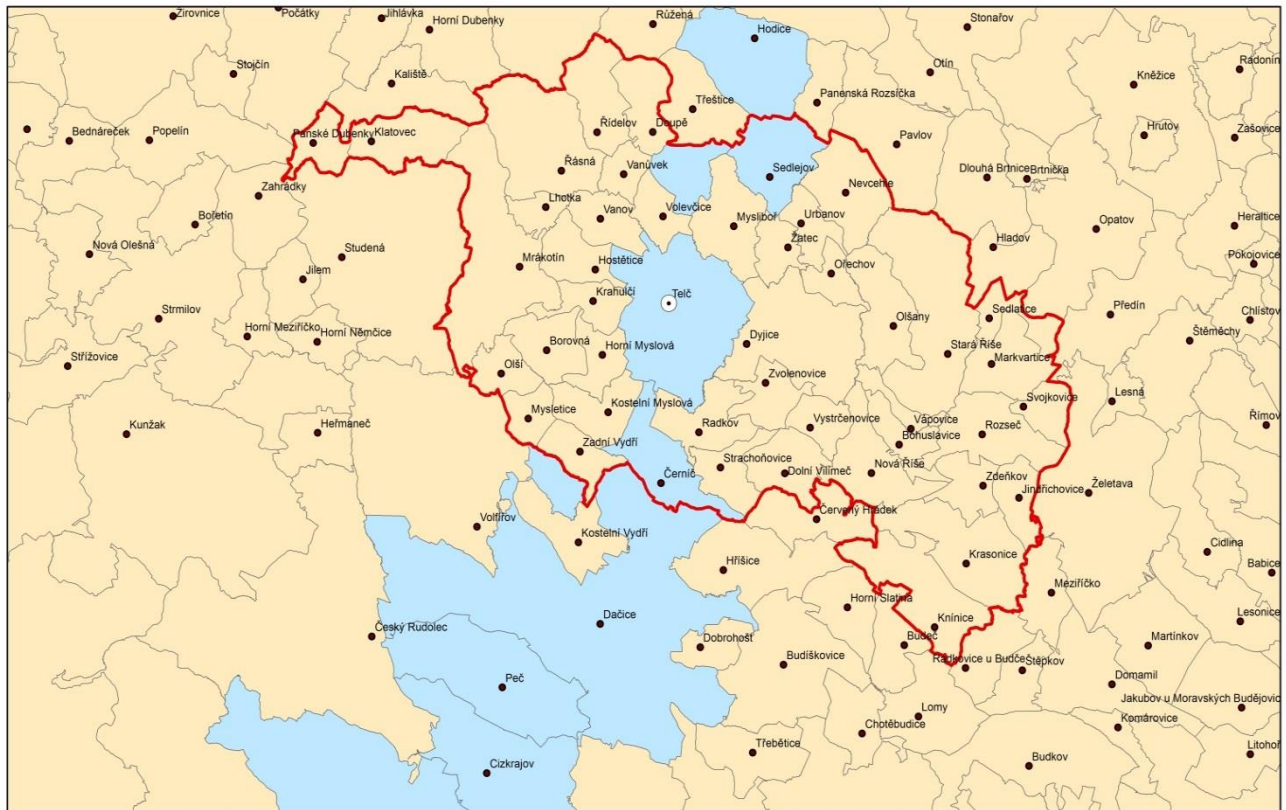 Žirovnice
Počátky
Jihlávka
Horní Dubenky
Růžená
Hodice
Stonařov
Stojčín
Kaliště
Otín
Kněžice
Radonín
Třeštice
Panenská Rozsíčka
Bednáreček
Popelín
Panské Dubenky
Klatovec
Řídelov
Doupě
Pavlov
Hrutov
Zašovice
Řásná
Vanůvek
Sedlejov
Nevcehle
Dlouhá Brtnice
Brtnička
Zahrádky
Lhotka
Vanov
Volevčice
Mysliboř
Urbanov
Bořetín
Opatov
Heraltice
Nová Olešná
Studená
Žatec
Hladov
Jilem
Mrákotín
Hostětice
Ořechov
Pokojovice
Krahulčí
Telč
Strmilov
Olšany
Sedlatice
Předín
Chlístov
Horní Meziříčko
Horní Němčice
Borovná
Horní Myslová
Dyjice
Stará Říše
Markvartice
Štěměchy
Střížovice
Olší
Zvolenovice
Mysletice
Kostelní Myslová
Svojkovice
Lesná
Kunžak
Heřmaneč
Radkov
Vystrčenovice
Vápovice
Bohuslavice
Rozseč
Římov
Zadní Vydří
Strachoňovice
Dolní Vilímeč
Nová Říše
Černíč
Zdeňkov
Jindřichovice
Želetava
Volfířov
Červený Hrádek
Kostelní Vydří
Cidlina
Hříšice
Krasonice
Babice
Meziříčko
Dačice
Horní Slatina
Knínice
Lesonice
Český Rudolec
Dobrohošť
Budíškovice
Budeč
Martínkov
Radkovice u Budče
Štěpkov
Peč
Domamil
Jakubov u Moravských Budějovic
Lomy
Chotěbudice
Komárovice
Třebětice
Cizkrajov
Budkov
Litohoř